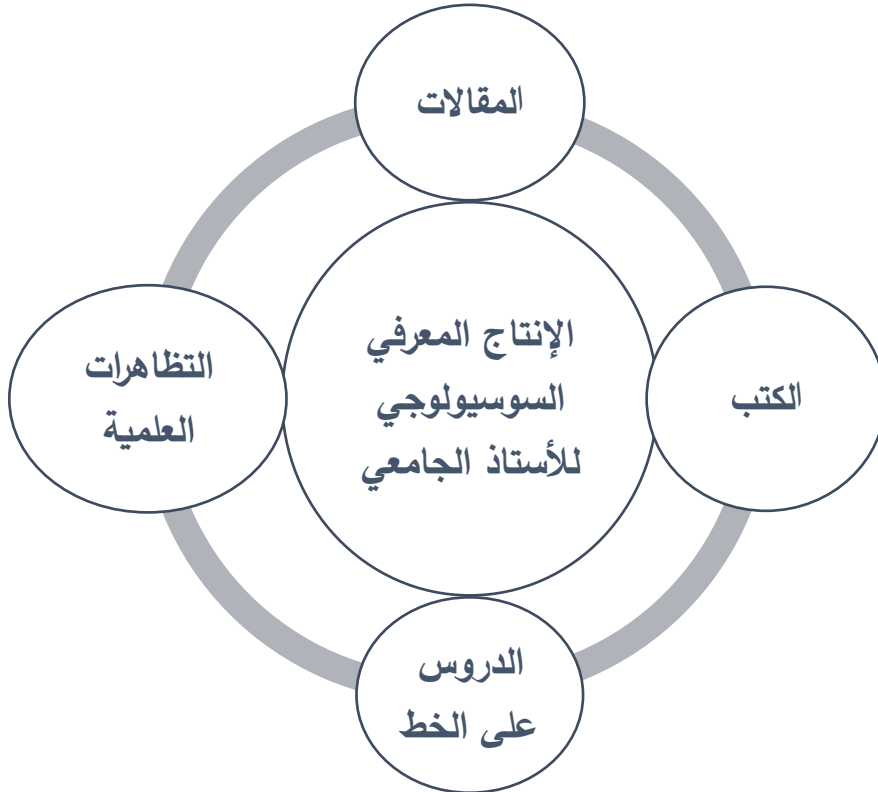 المقالات
الإنتاج المعرفي
السوسيولوجي
للأستاذ الجامعي
الكتب
التظاهرات
العلمية
الدروس
على الخط